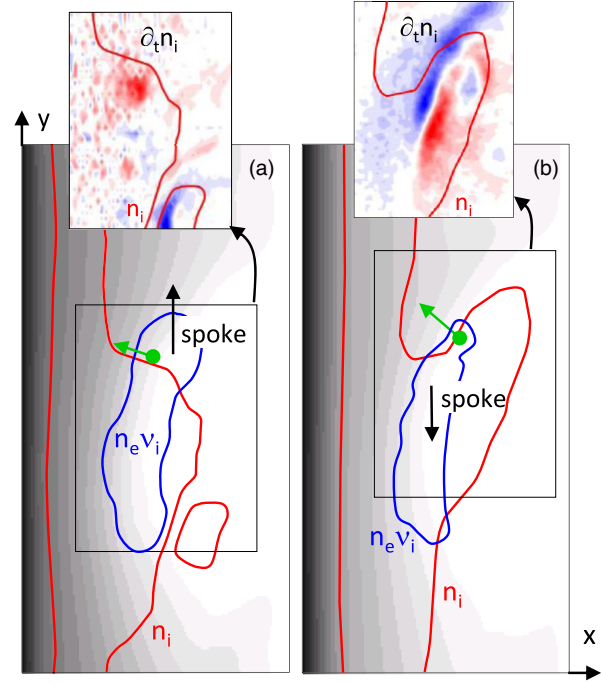 ∂ₜnᵢ
nᵢ
y
(a)
spoke
nₑνᵢ
nᵢ
∂ₜnᵢ
nᵢ
(b)
spoke
nₑνᵢ
nᵢ
x